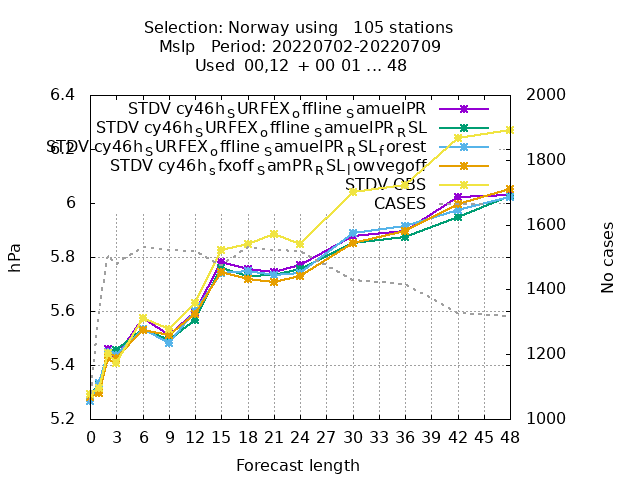 Selection: Norway using   105 stations
Mslp   Period: 20220702-20220709
Used  00,12  + 00 01 ... 48
6.4
6.2
6
5.8
5.6
5.4
5.2
hPa
STDV cy46h_SURFEX_offline_samuelPR
STDV cy46h_SURFEX_offline_samuelPR_RSL
STDV cy46h_SURFEX_offline_samuelPR_RSL_forest
STDV cy46h_sfxoff_SamPR_RSL_lowvegoff
STDV OBS
CASES
2000
1800
1600
1400
1200
1000
No cases
0 3 6 9 12 15 18 21 24 27 30 33 36 39 42 45 48
Forecast length